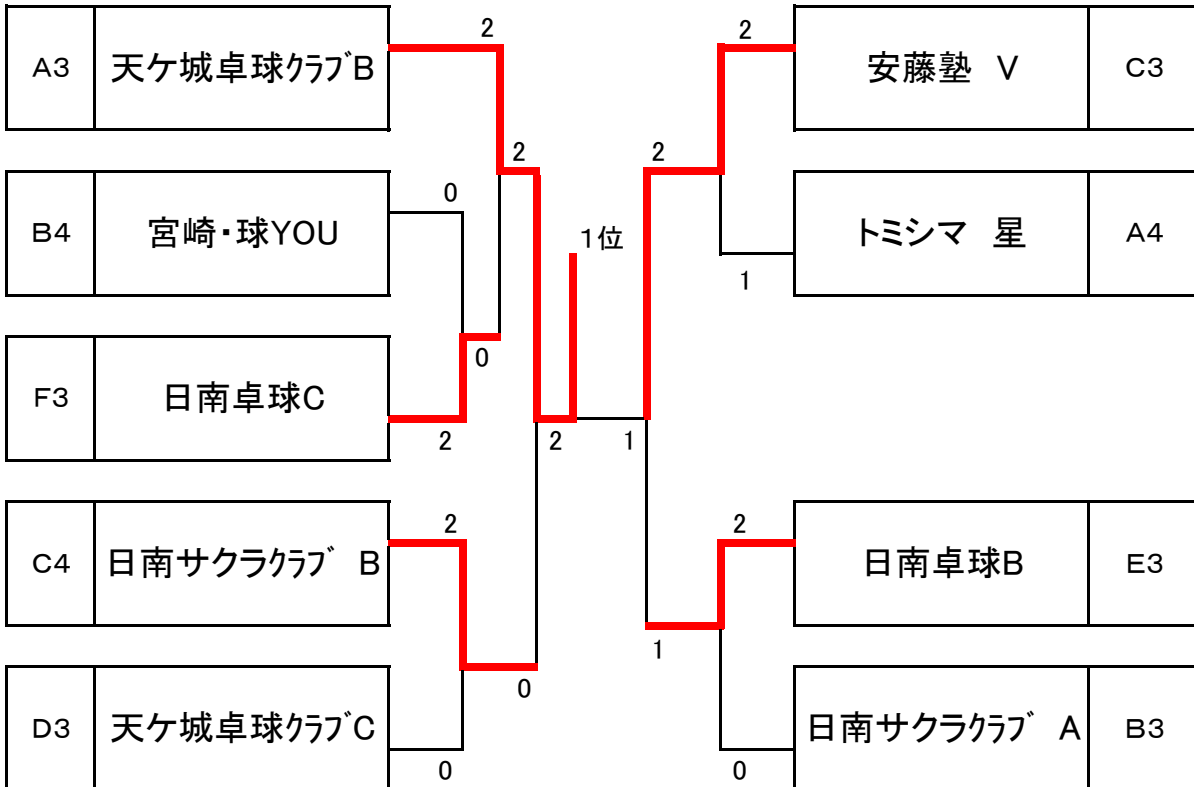 2
2
A3 天ケ城卓球ｸﾗﾌﾞB
安藤塾 V C3
2
2
0
B4 宮崎・球YOU
1位
トミシマ 星 A4
1
0
F3 日南卓球C
2
2
1
2
2
C4 日南サクラｸﾗﾌﾞ B
日南卓球B E3
1
0
D3 天ケ城卓球ｸﾗﾌﾞC
日南サクラｸﾗﾌﾞ A B3
0
0